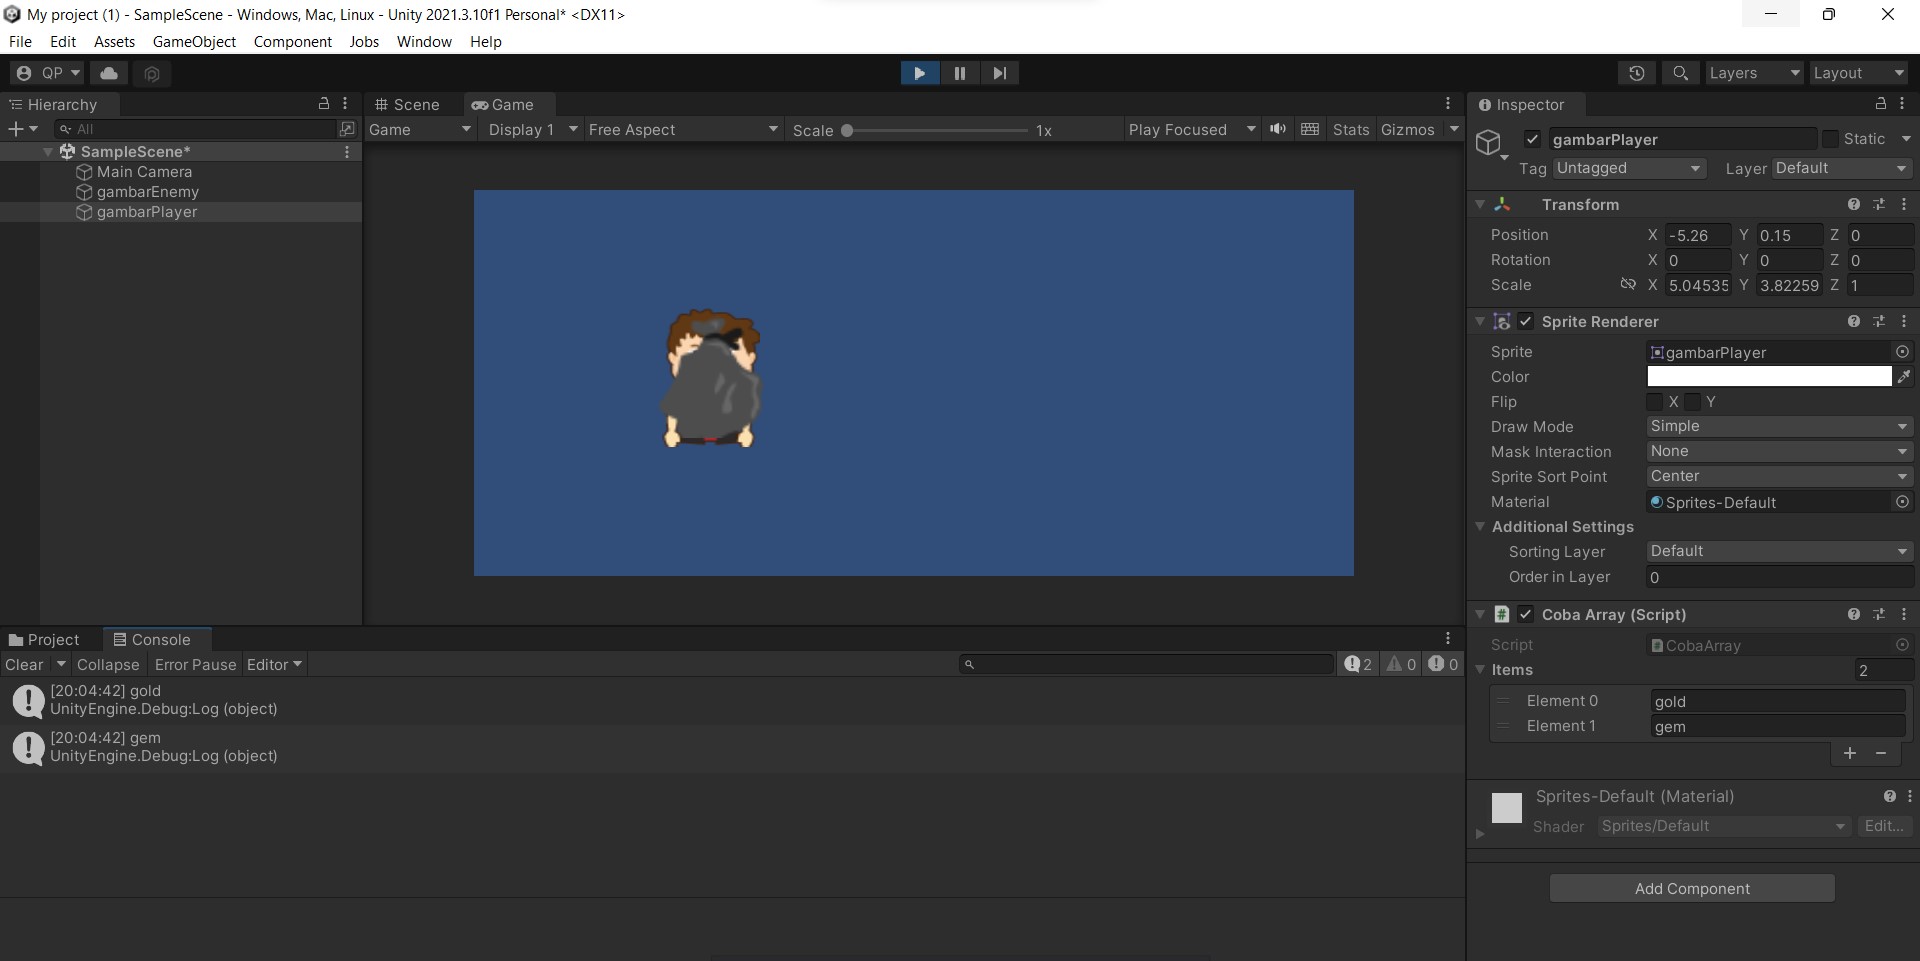 My project (1) - SampleScene - Windows, Mac, Linux - Unity 2021.3.10f1 Personal* <DX11>
File Edit Assets GameObject Component Jobs Window Help
QP Layers Layout
Hierarchy
All
SampleScene*
Main Camera
gambarEnemy
gambarPlayer
Scene Game
Game Display 1 Free Aspect Scale 1x Play Focused Stats Gizmos
Inspector
gambarPlayer Static
Tag Untagged Layer Default
Transform
Position X -5.26 Y 0.15 Z 0
Rotation X 0 Y 0 Z 0
Scale X 5.04535 Y 3.82259 Z 1
Sprite Renderer
Sprite gambarPlayer
Color
Flip X Y
Draw Mode Simple
Mask Interaction None
Sprite Sort Point Center
Material Sprites-Default
Additional Settings
Sorting Layer Default
Order in Layer 0
Coba Array (Script)
Script CobaArray
Items 2
Element 0 gold
Element 1 gem
Sprites-Default (Material)
Shader Sprites/Default Edit...
Add Component
Project Console
Clear Collapse Error Pause Editor 2 0 0
[20:04:42] gold
UnityEngine.Debug:Log (object)
[20:04:42] gem
UnityEngine.Debug:Log (object)